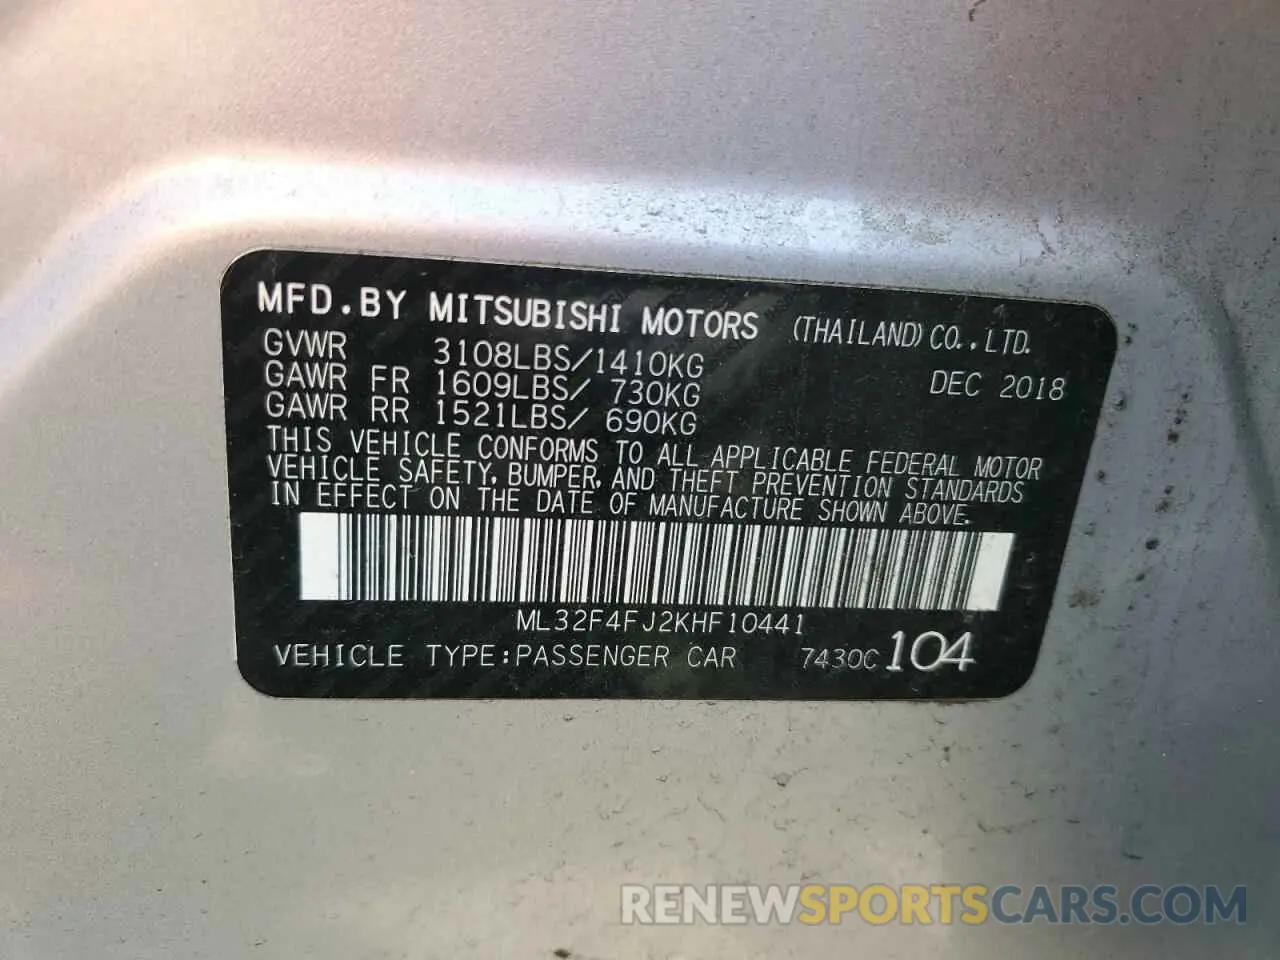 MFD.BY MITSUBISHI MOTORS (THAILAND) CO.,LTD.
GVWR 3108LBS/1410KG DEC 2018
GAWR FR 1609LBS/ 730KG
GAWR RR 1521LBS/ 690KG
THIS VEHICLE CONFORMS TO ALL APPLICABLE FEDERAL MOTOR
VEHICLE SAFETY, BUMPER, AND THEFT PREVENTION STANDARDS
IN EFFECT ON THE DATE OF MANUFACTURE SHOWN ABOVE.
ML32F4FJ2KHF10441
VEHICLE TYPE:PASSENGER CAR 7430C 104
RENEWSPORTSCARS.COM